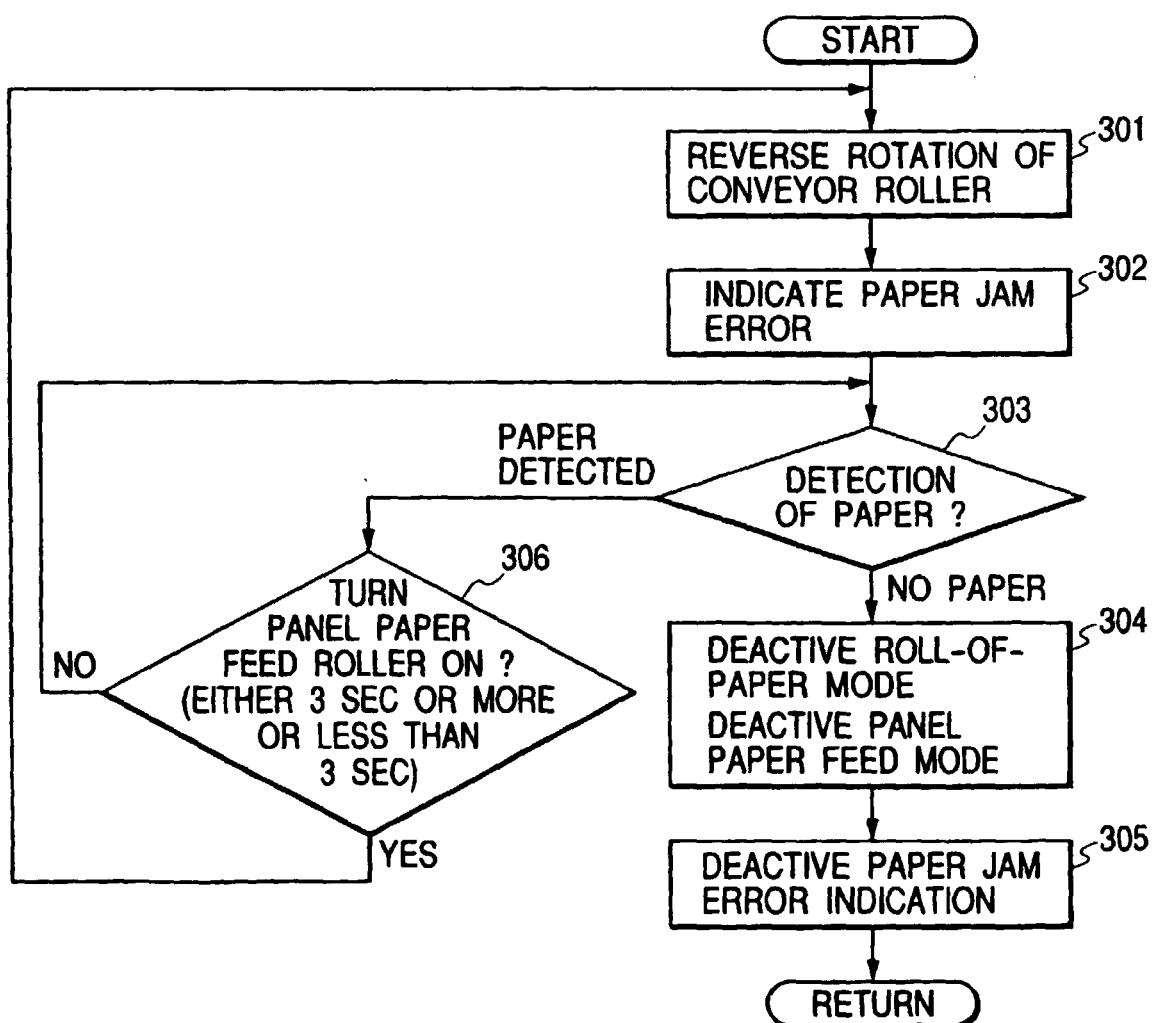 START
301
REVERSE ROTATION OF
CONVEYOR ROLLER
302
INDICATE PAPER JAM
ERROR
303
PAPER
DETECTED
DETECTION
OF PAPER ?
306
TURN
PANEL PAPER
FEED ROLLER ON ?
(EITHER 3 SEC OR MORE
OR LESS THAN
3 SEC)
NO
YES
NO PAPER
304
DEACTIVE ROLL-OF-
PAPER MODE
DEACTIVE PANEL
PAPER FEED MODE
305
DEACTIVE PAPER JAM
ERROR INDICATION
RETURN